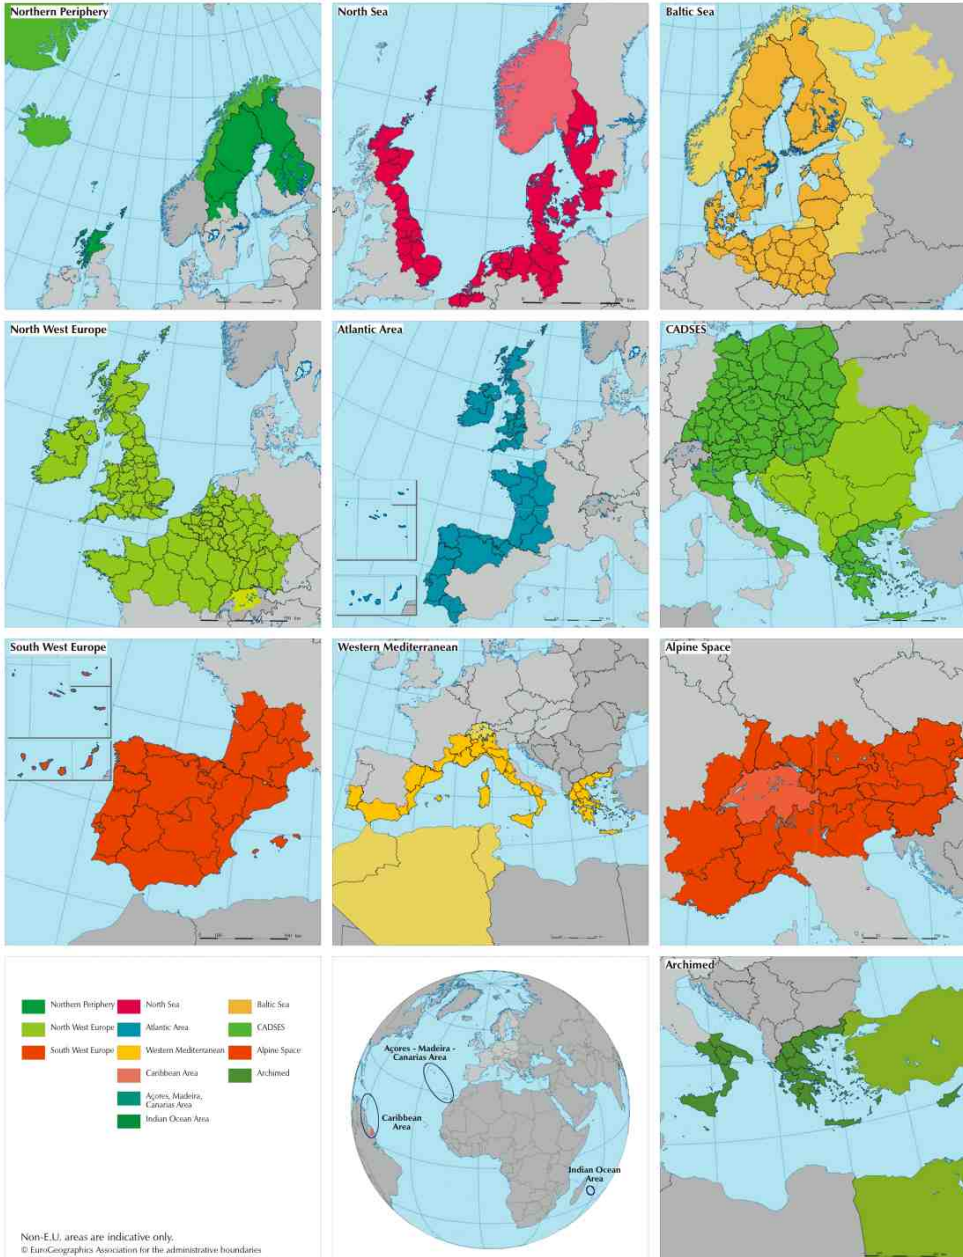 Northern Periphery
North Sea
Baltic Sea
North West Europe
Atlantic Area
CADSES
South West Europe
Western Mediterranean
Alpine Space
Archimed
Northern Periphery
North Sea
Baltic Sea
North West Europe
Atlantic Area
CADSES
South West Europe
Western Mediterranean
Alpine Space
Caribbean Area
Archimed
Açores, Madeira,
Canarias Area
Indian Ocean Area
Açores - Madeira -
Canarias Area
Caribbean
Area
Indian Ocean
Area
Non-E.U. areas are indicative only.
© EuroGeographics Association for the administrative boundaries